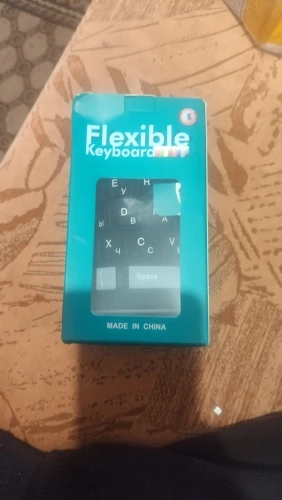 Flexible
Keyboard
E R
У
D
Ы В А
X C V
Ч С
Space
MADE IN CHINA